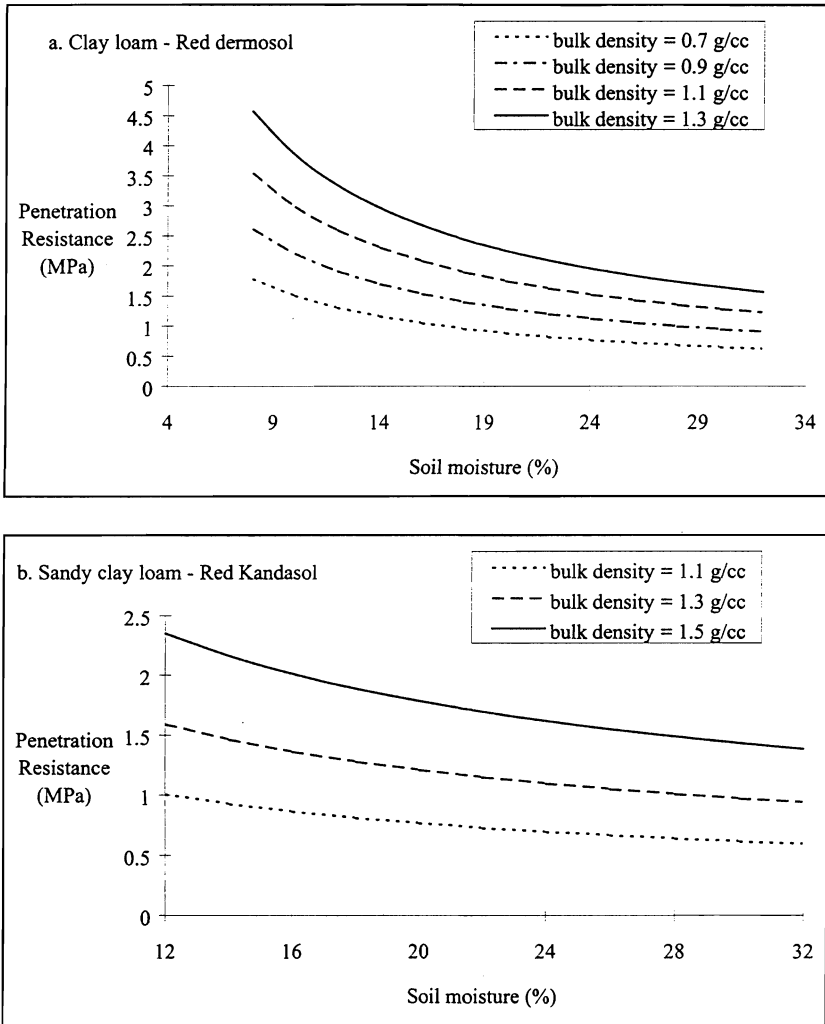 a. Clay loam - Red dermosol
bulk density = 0.7 g/cc
bulk density = 0.9 g/cc
bulk density = 1.1 g/cc
bulk density = 1.3 g/cc
5
4.5
4
3.5
3
2.5
2
1.5
1
0.5
0
Penetration
Resistance
(MPa)
4 9 14 19 24 29 34
Soil moisture (%)
b. Sandy clay loam - Red Kandasol
bulk density = 1.1 g/cc
bulk density = 1.3 g/cc
bulk density = 1.5 g/cc
2.5
2
1.5
1
0.5
0
Penetration
Resistance
(MPa)
12 16 20 24 28 32
Soil moisture (%)